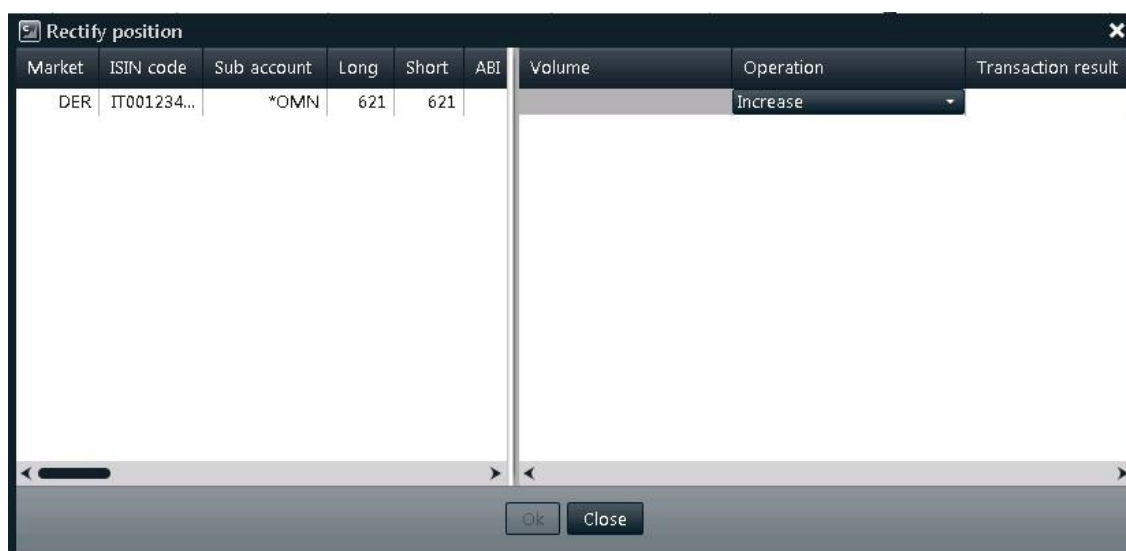 Rectify position
Market ISIN code Sub account Long Short ABI Volume Operation Transaction result
DER IT001234... *OMN 621 621 Increase
Ok Close